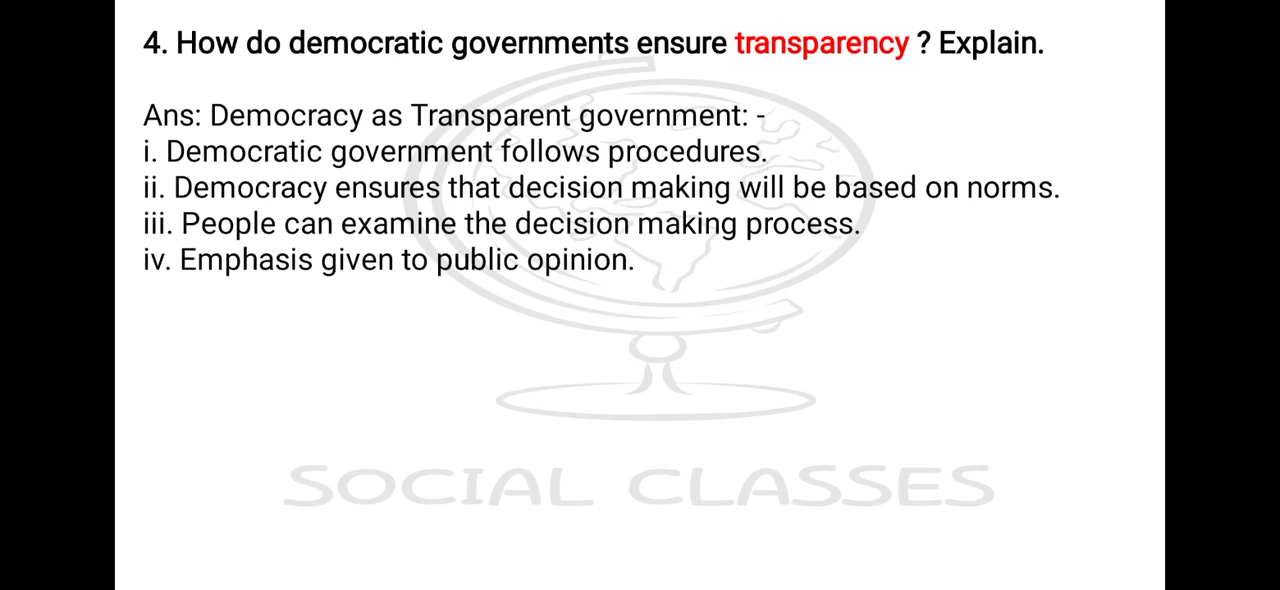 4. How do democratic governments ensure transparency ? Explain.
Ans: Democracy as Transparent government: -
i. Democratic government follows procedures.
ii. Democracy ensures that decision making will be based on norms.
iii. People can examine the decision making process.
iv. Emphasis given to public opinion.
SOCIAL CLASSES